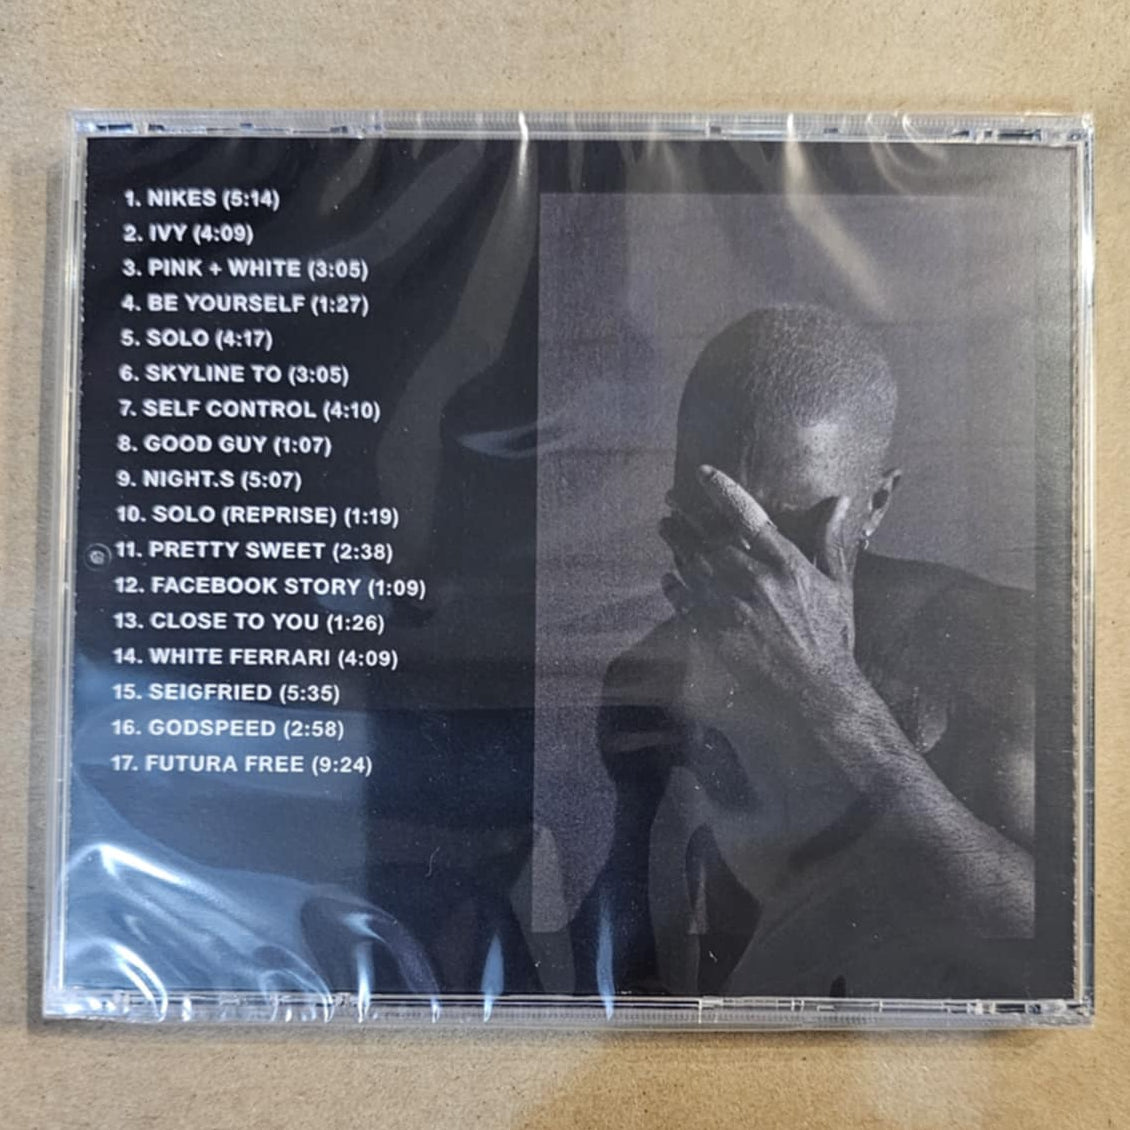 1. NIKES (5:14)
2. IVY (4:09)
3. PINK + WHITE (3:05)
4. BE YOURSELF (1:27)
5. SOLO (4:17)
6. SKYLINE TO (3:05)
7. SELF CONTROL (4:10)
8. GOOD GUY (1:07)
9. NIGHT.S (5:07)
10. SOLO (REPRISE) (1:19)
11. PRETTY SWEET (2:38)
12. FACEBOOK STORY (1:09)
13. CLOSE TO YOU (1:26)
14. WHITE FERRARI (4:09)
15. SEIGFRIED (5:35)
16. GODSPEED (2:58)
17. FUTURA FREE (9:24)